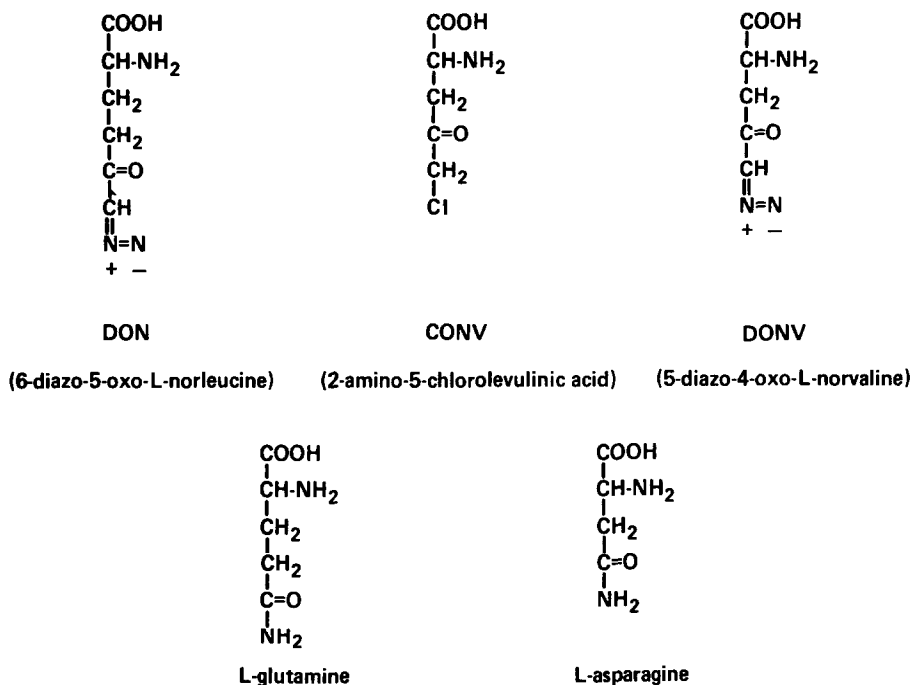 COOH
CH-NH2
CH2
CH2
C=O
CH
N=N
+ −
DON
(6-diazo-5-oxo-L-norleucine)
COOH
CH-NH2
CH2
C=O
CH2
Cl
CONV
(2-amino-5-chlorolevulinic acid)
COOH
CH-NH2
CH2
C=O
CH
N=N
+ −
DONV
(5-diazo-4-oxo-L-norvaline)
COOH
CH-NH2
CH2
CH2
C=O
NH2
L-glutamine
COOH
CH-NH2
CH2
C=O
NH2
L-asparagine